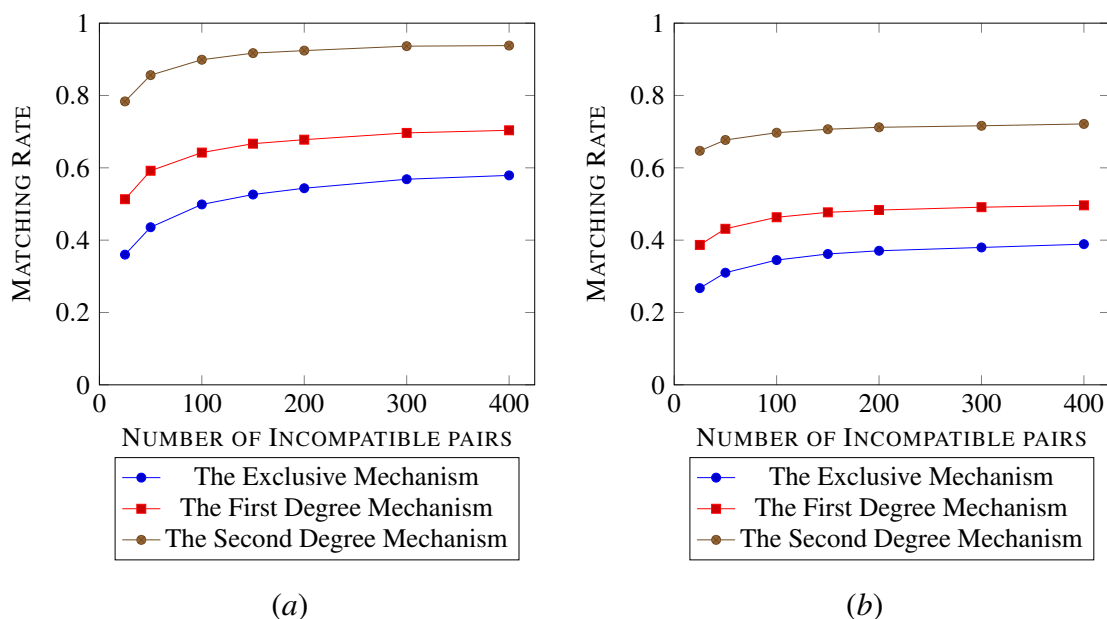 1
0.8
0.6
0.4
0.2
0
MATCHING RATE
0 100 200 300 400
NUMBER OF INCOMPATIBLE PAIRS
The Exclusive Mechanism
The First Degree Mechanism
The Second Degree Mechanism
(a)
1
0.8
0.6
0.4
0.2
0
MATCHING RATE
0 100 200 300 400
NUMBER OF INCOMPATIBLE PAIRS
The Exclusive Mechanism
The First Degree Mechanism
The Second Degree Mechanism
(b)